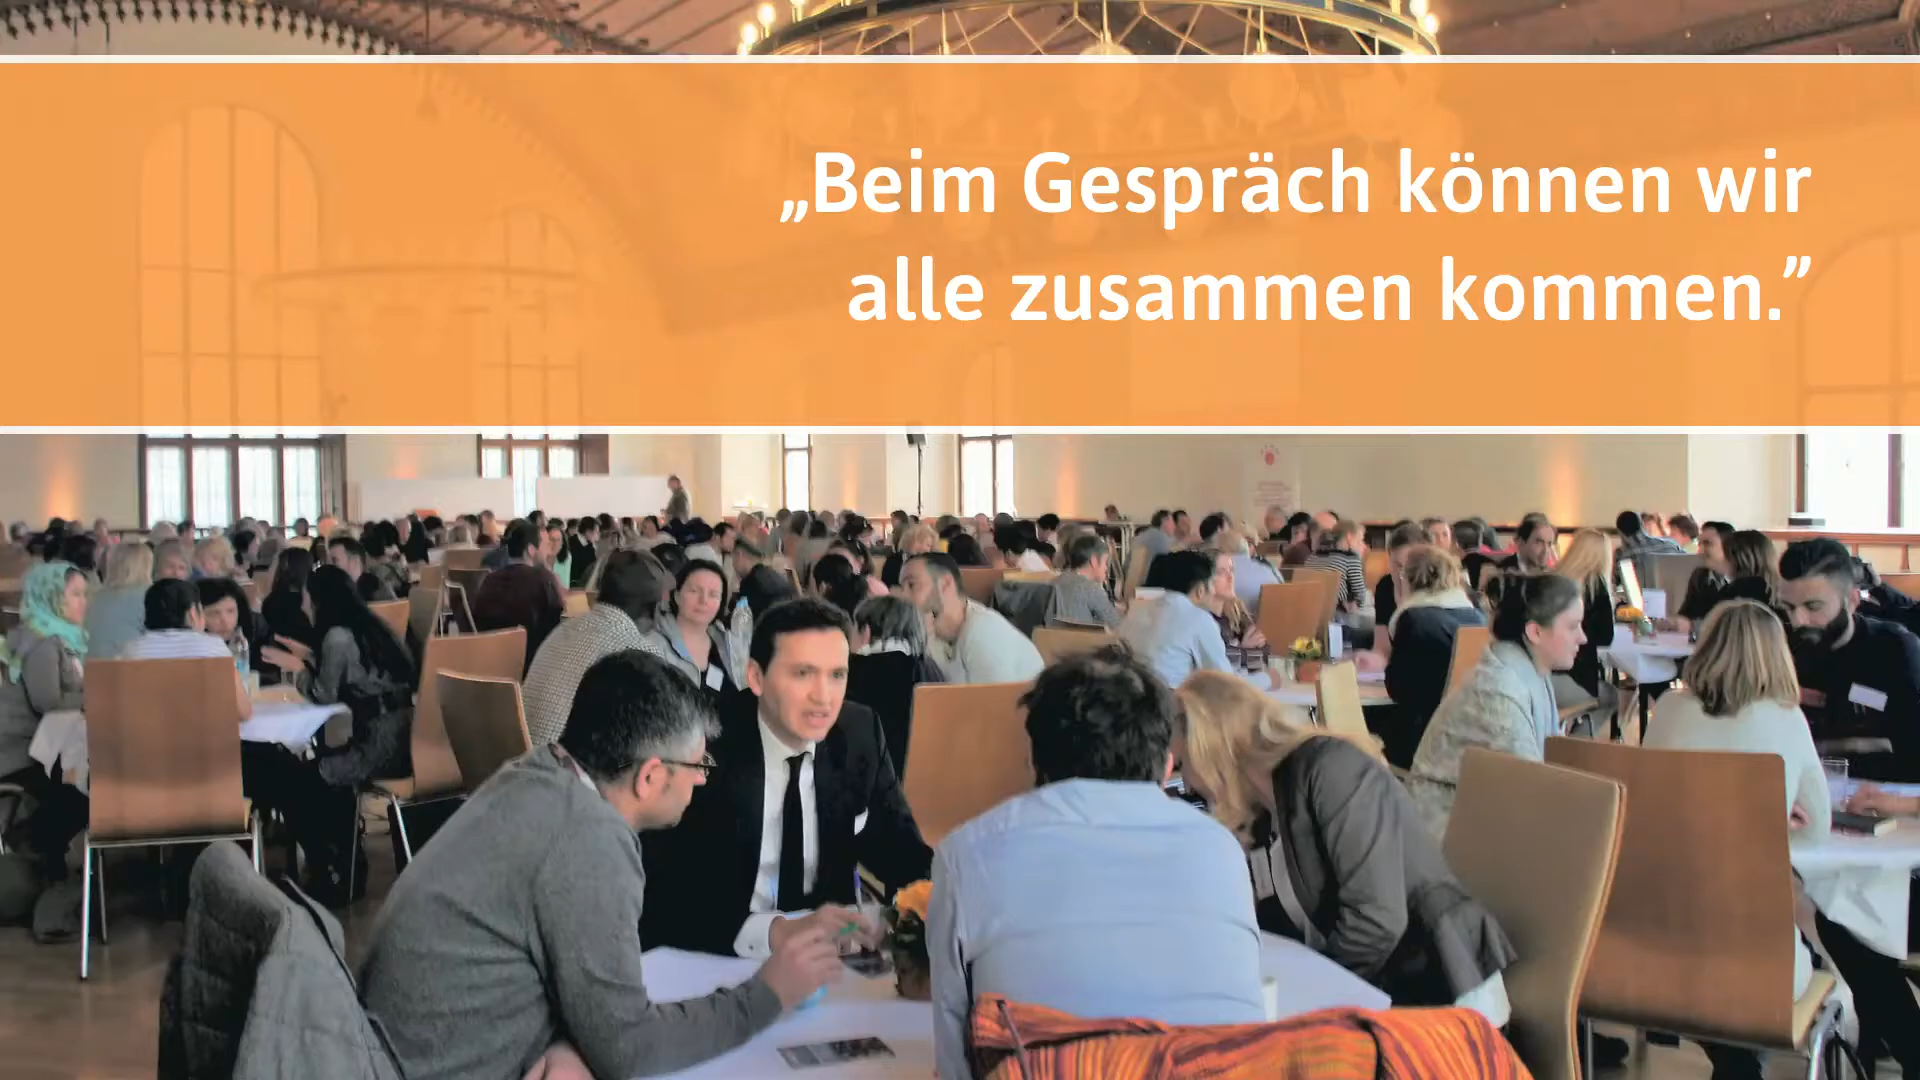 „Beim Gespräch können wir
alle zusammen kommen.”